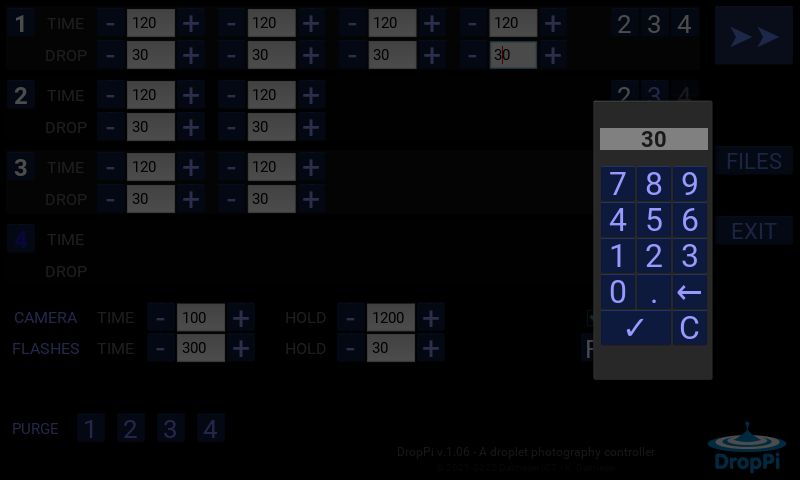 1 TIME - 120 + - 120 + - 120 + - 120 + 2 3 4
DROP - 30 + - 30 + - 30 + - 30 +
2 TIME - 120 + - 120 + 2 3 4
DROP - 30 + - 30 +
3 TIME - 120 + - 120 +
DROP - 30 + - 30 +
4 TIME
DROP
CAMERA TIME - 100 + HOLD - 1200 +
FLASHES TIME - 300 + HOLD - 30 +
PURGE 1 2 3 4
30
7 8 9
4 5 6
1 2 3
0 . ←
✓ C
FILES
EXIT
DropPi v.1.06 - A droplet photography controller
DropPi